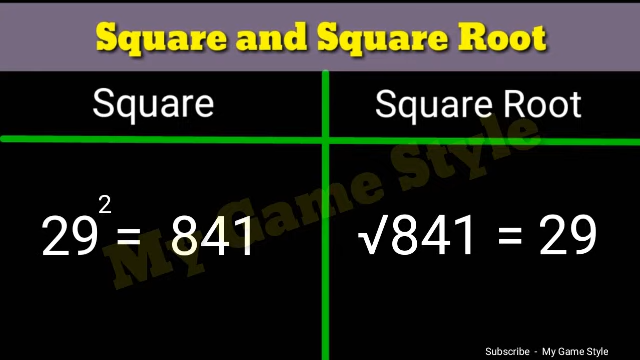 Square and Square Root
Square
Square Root
29² = 841
√841 = 29
My Game Style
Subscribe - My Game Style